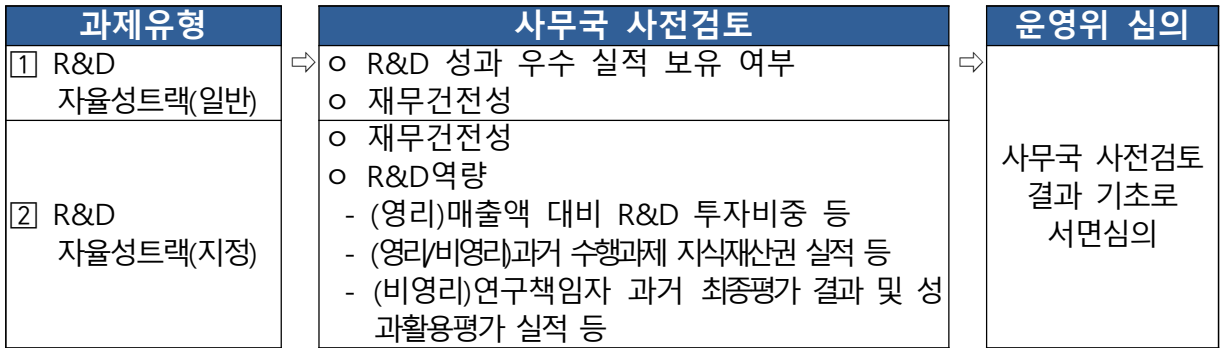 과제유형
사무국 사전검토
운영위 심의
1 R&D
자율성트랙(일반)
⇨
ㅇ R&D 성과 우수 실적 보유 여부
ㅇ 재무건전성
2 R&D
자율성트랙(지정)
ㅇ 재무건전성
ㅇ R&D역량
- (영리)매출액 대비 R&D 투자비중 등
- (영리/비영리)과거 수행과제 지식재산권 실적 등
- (비영리)연구책임자 과거 최종평가 결과 및 성
과활용평가 실적 등
⇨
사무국 사전검토
결과 기초로
서면심의